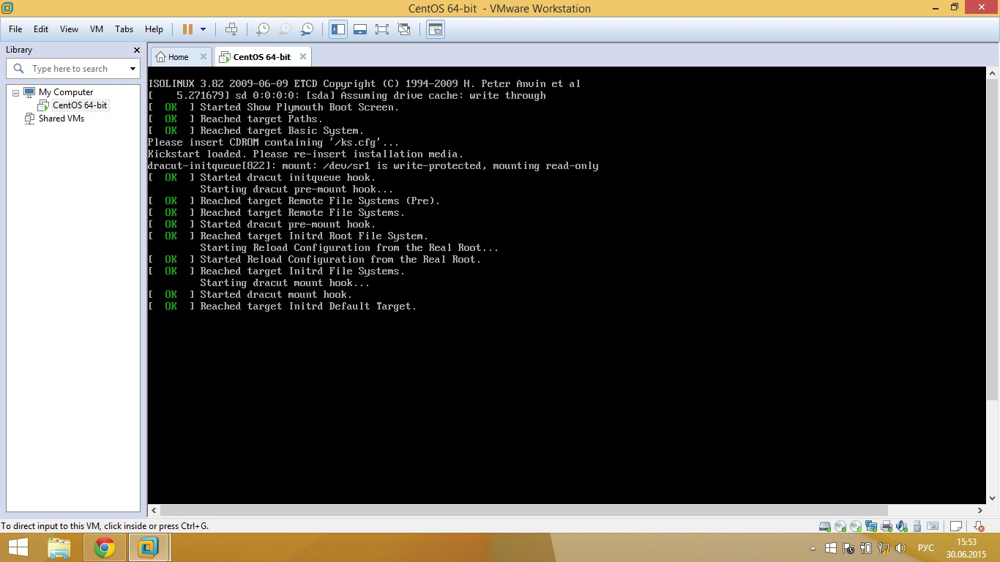 CentOS 64-bit - VMware Workstation
File Edit View VM Tabs Help
Library
Type here to search
My Computer
CentOS 64-bit
Shared VMs
Home
CentOS 64-bit
ISOLINUX 3.82 2009-06-09 ETCD Copyright (C) 1994-2009 H. Peter Anvin et al
[    5.271679] sd 0:0:0:0: [sda] Assuming drive cache: write through
[  OK  ] Started Show Plymouth Boot Screen.
[  OK  ] Reached target Paths.
[  OK  ] Reached target Basic System.
Please insert CDROM containing '/ks.cfg'...
Kickstart loaded. Please re-insert installation media.
dracut-initqueue[822]: mount: /dev/sr1 is write-protected, mounting read-only
[  OK  ] Started dracut initqueue hook.
         Starting dracut pre-mount hook...
[  OK  ] Reached target Remote File Systems (Pre).
[  OK  ] Reached target Remote File Systems.
[  OK  ] Started dracut pre-mount hook.
[  OK  ] Reached target Initrd Root File System.
         Starting Reload Configuration from the Real Root...
[  OK  ] Started Reload Configuration from the Real Root.
[  OK  ] Reached target Initrd File Systems.
         Starting dracut mount hook...
[  OK  ] Started dracut mount hook.
[  OK  ] Reached target Initrd Default Target.
To direct input to this VM, click inside or press Ctrl+G.
РУС
15:53
30.06.2015